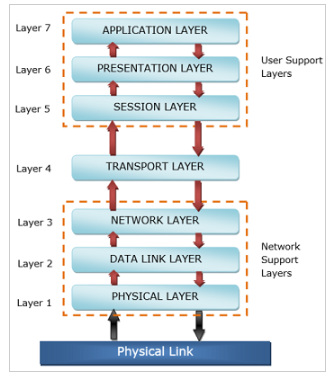 Layer 7
APPLICATION LAYER
Layer 6
PRESENTATION LAYER
User Support
Layers
Layer 5
SESSION LAYER
Layer 4
TRANSPORT LAYER
Layer 3
NETWORK LAYER
Layer 2
DATA LINK LAYER
Network
Support
Layers
Layer 1
PHYSICAL LAYER
Physical Link